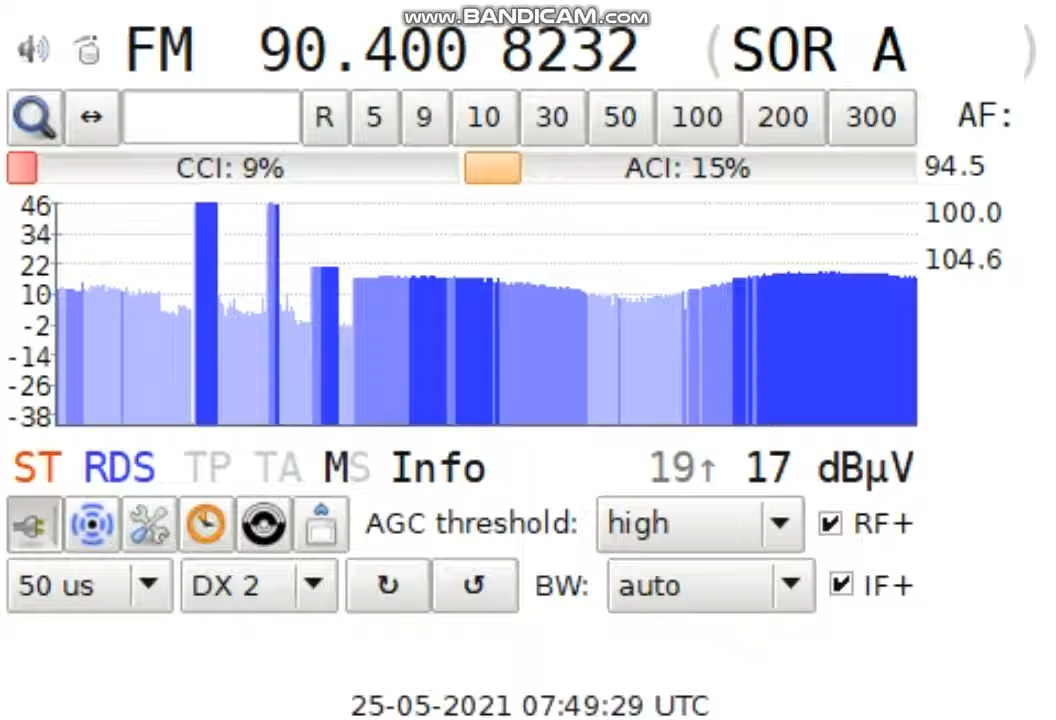 www.BANDICAM.com
FM 90.400 8232 (SOR A )
R 5 9 10 30 50 100 200 300 AF:
CCI: 9% ACI: 15% 94.5
46 100.0
34
22 104.6
10
-2
-14
-26
-38
ST RDS TP TA MS Info 19↑ 17 dBµV
AGC threshold: high RF+
50 us DX 2 ↻ ↺ BW: auto IF+
25-05-2021 07:49:29 UTC